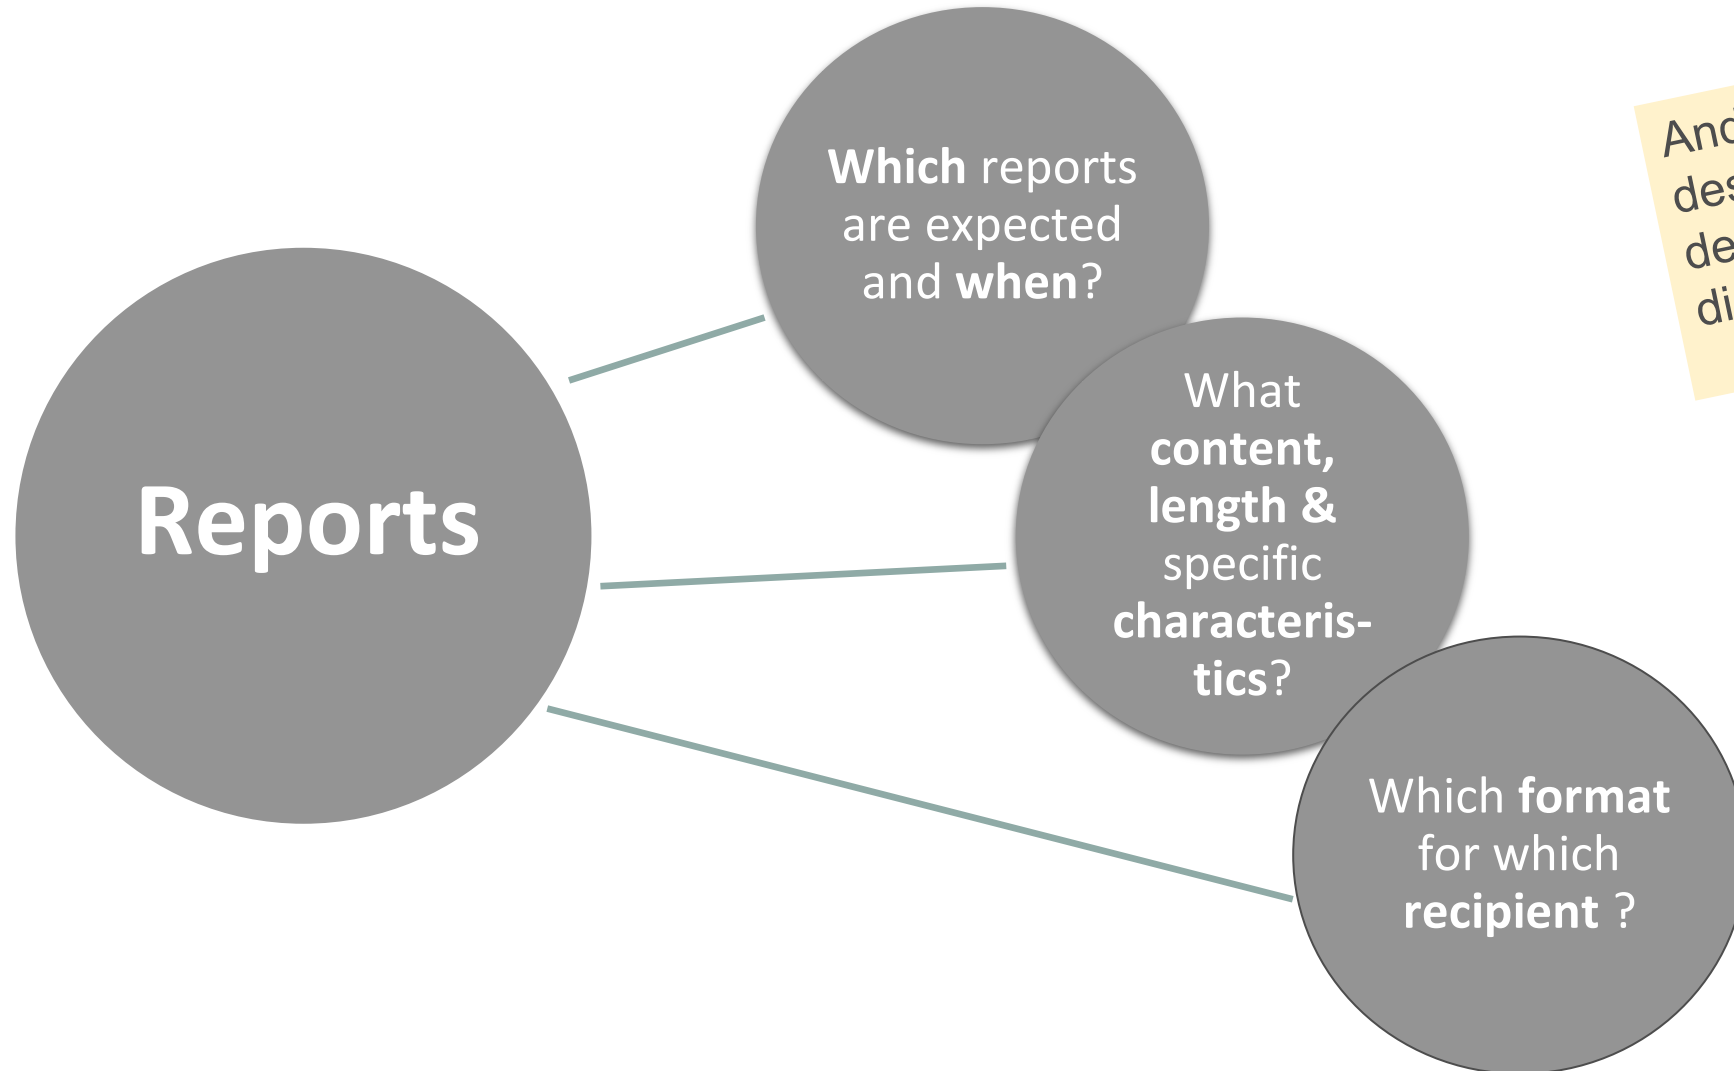 Reports
Which reports
are expected
and when?
What
content,
length &
specific
characteris-
tics?
Which format
for which
recipient ?